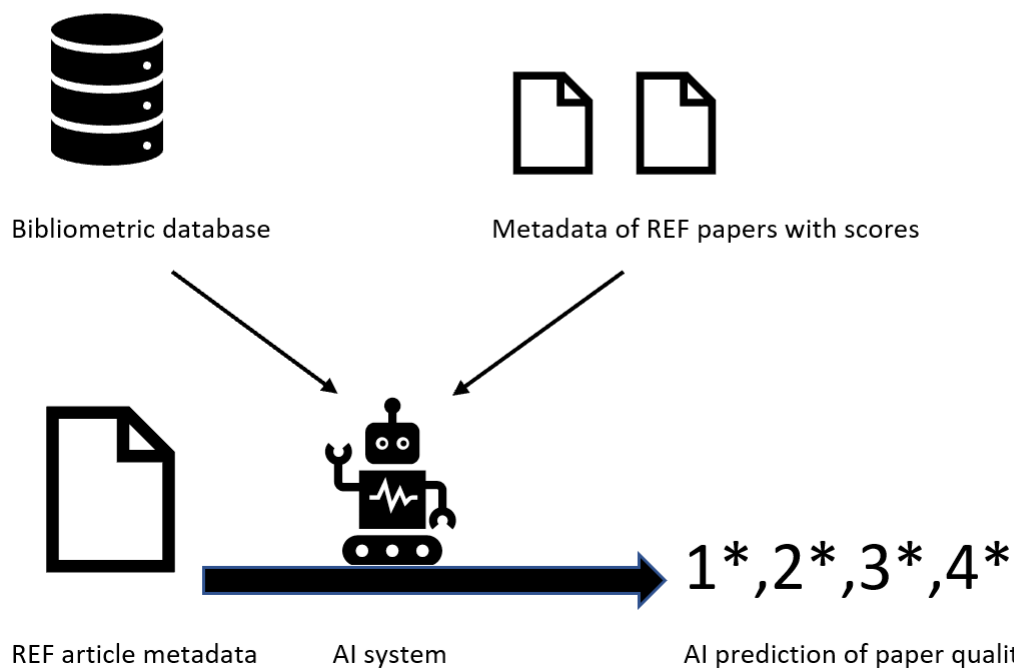 Bibliometric database
Metadata of REF papers with scores
1*,2*,3*,4*
REF article metadata
AI system
AI prediction of paper qualit